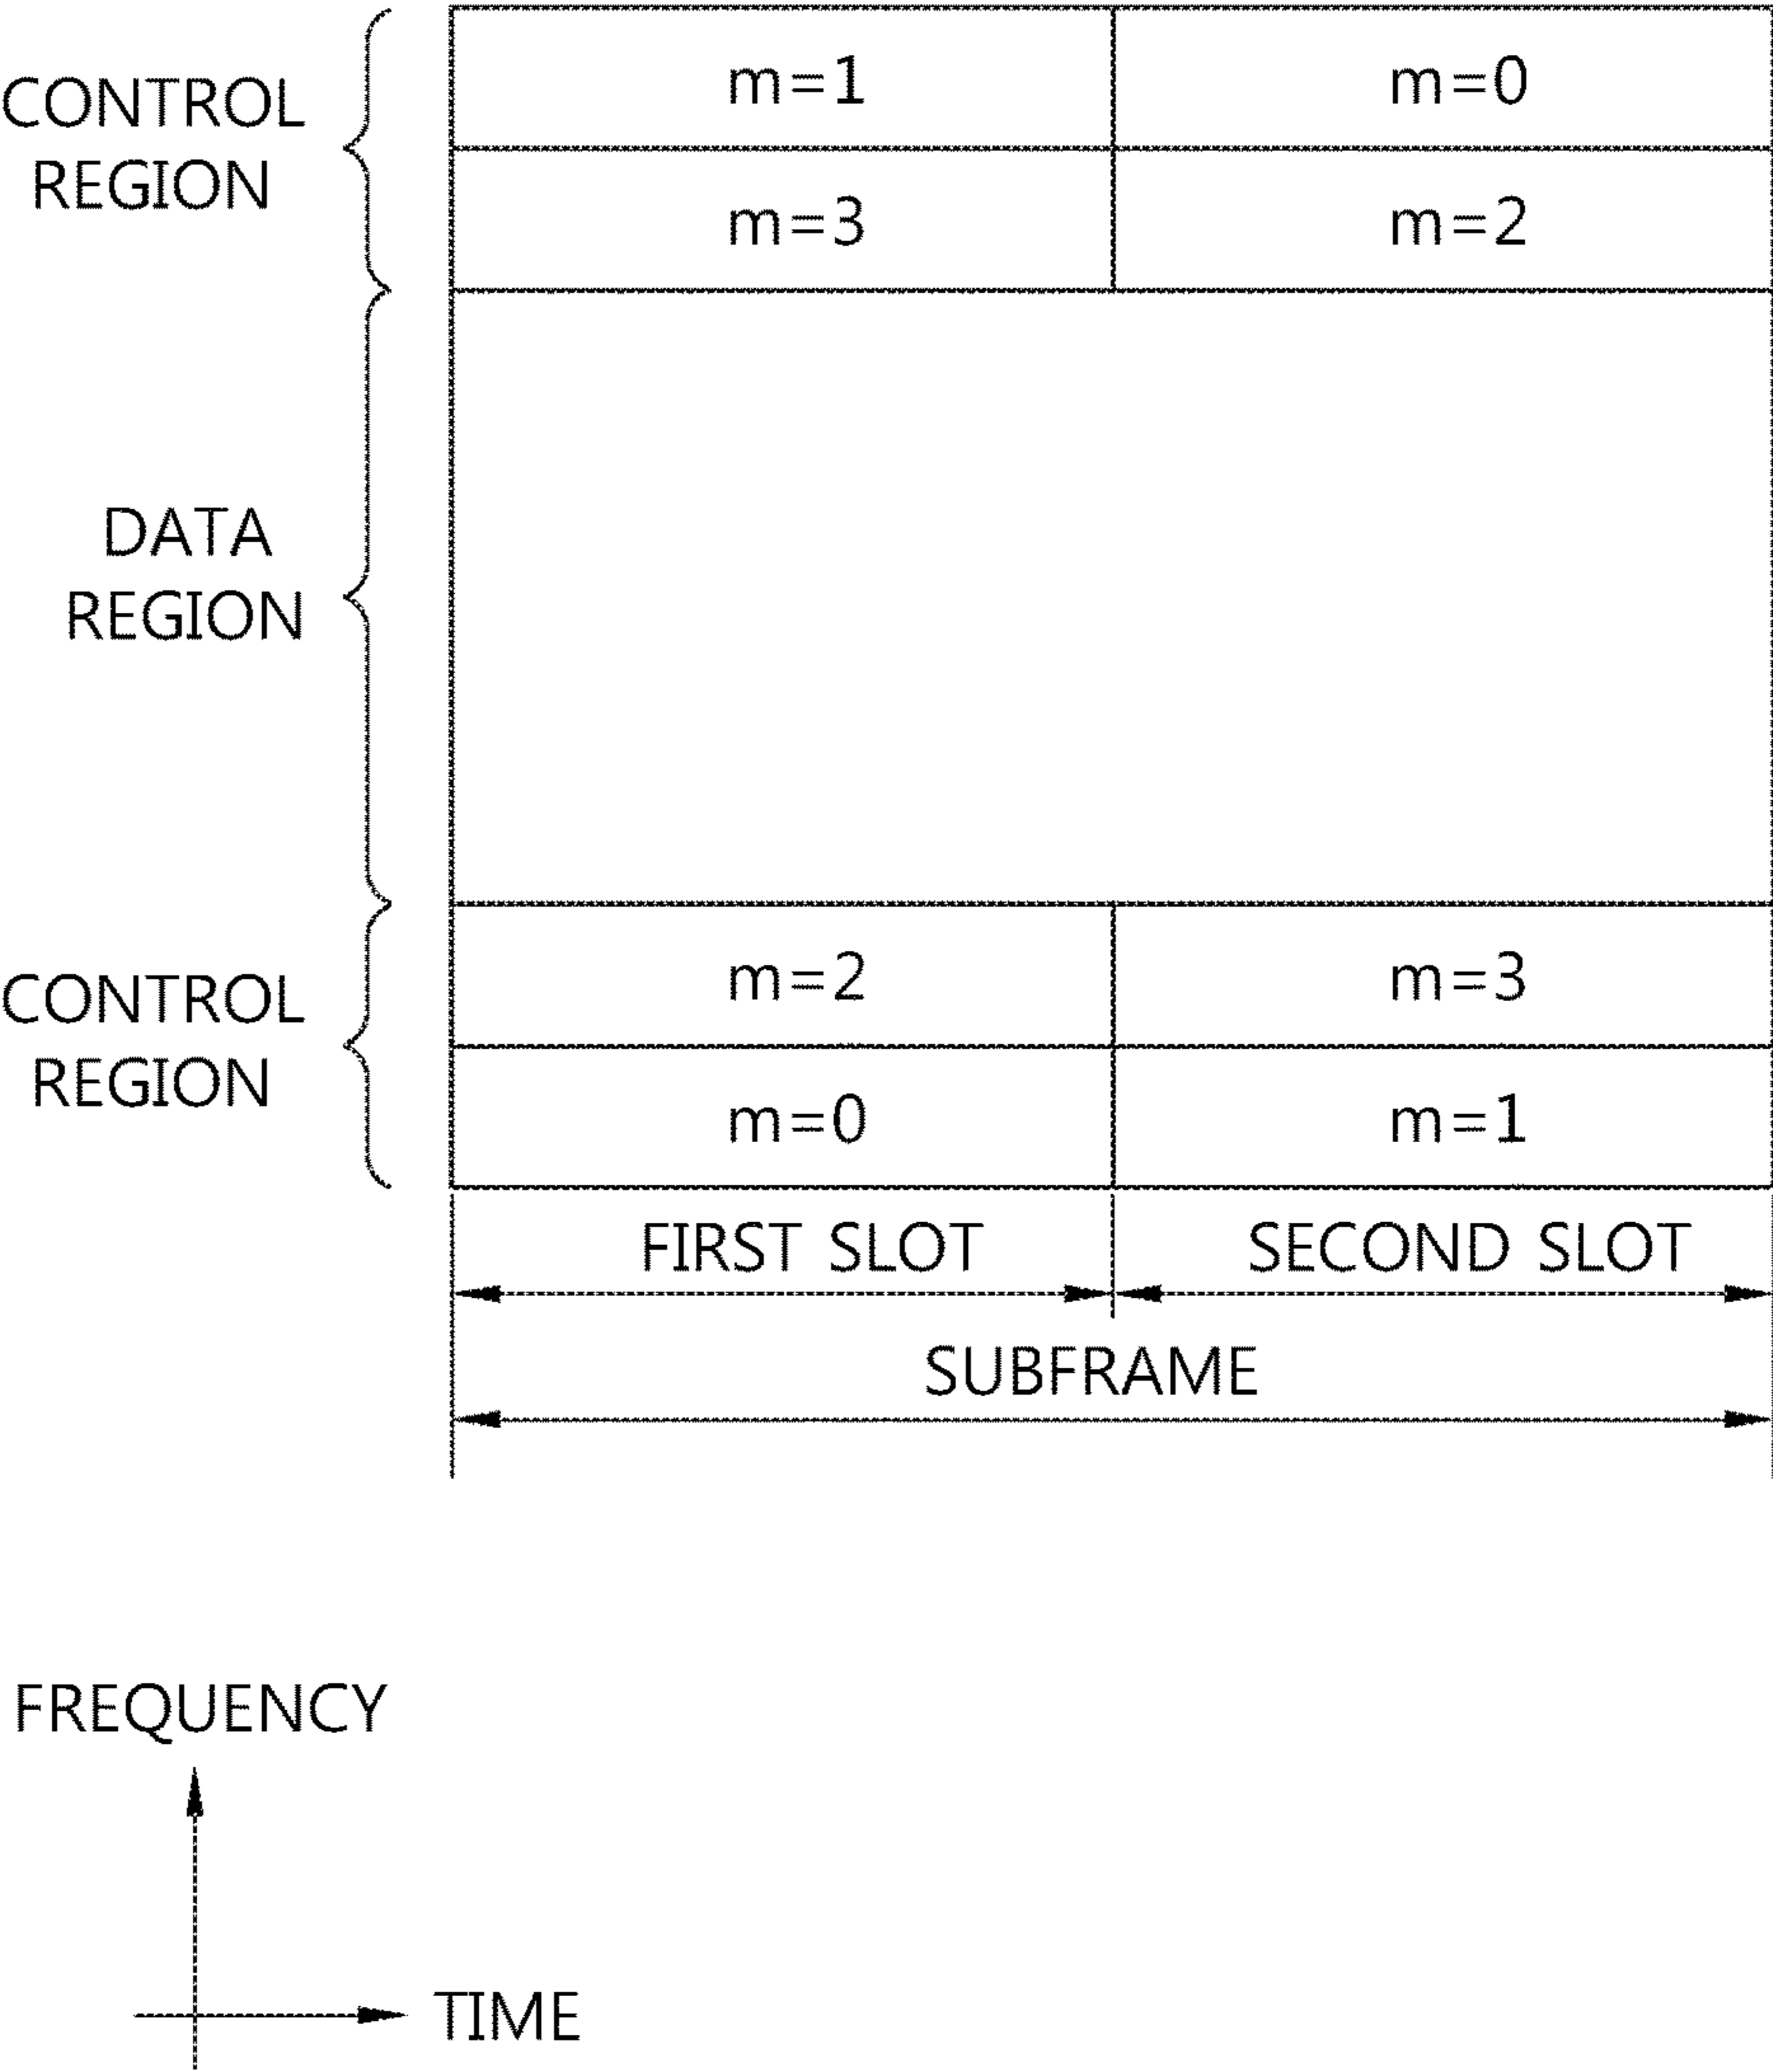 CONTROL
REGION
m=1 m=0
m=3 m=2
DATA
REGION
CONTROL
REGION
m=2 m=3
m=0 m=1
FIRST SLOT SECOND SLOT
SUBFRAME
FREQUENCY
TIME